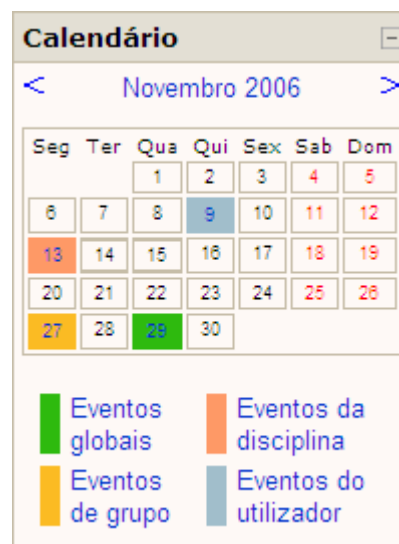 Calendário
< Novembro 2006 >
Seg Ter Qua Qui Sex Sab Dom
1 2 3 4 5
6 7 8 9 10 11 12
13 14 15 16 17 18 19
20 21 22 23 24 25 26
27 28 29 30
Eventos globais
Eventos da disciplina
Eventos de grupo
Eventos do utilizador